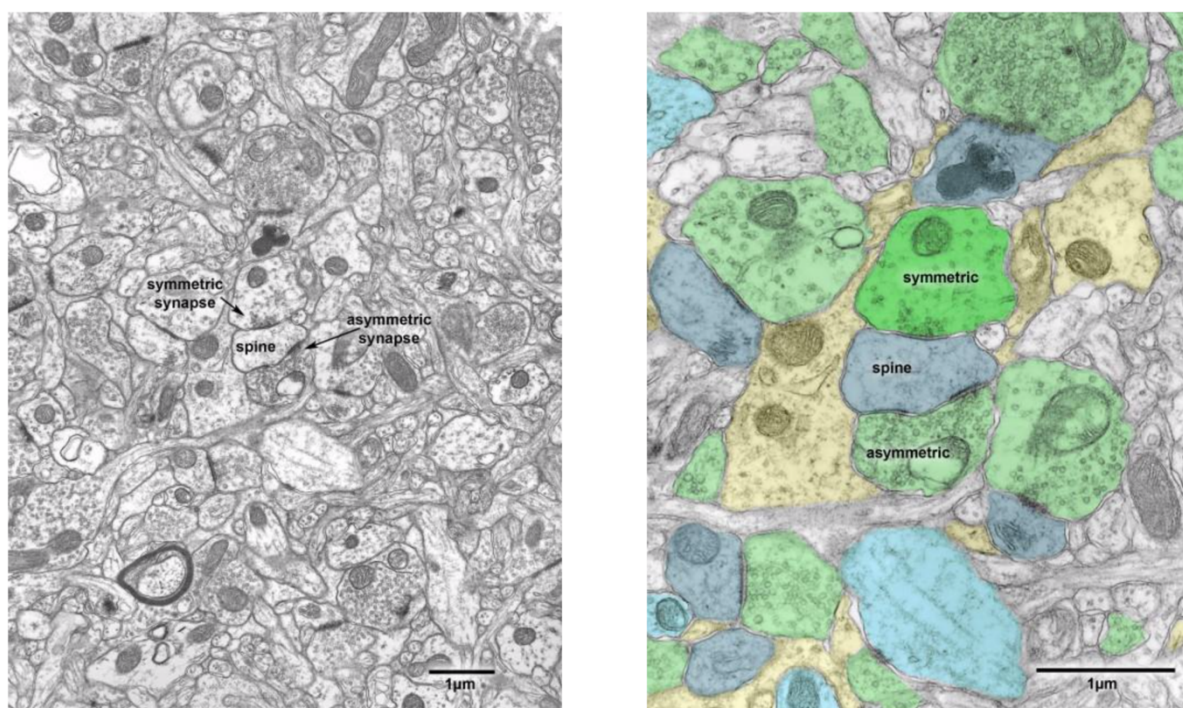 symmetric
synapse
asymmetric
synapse
spine
1µm
symmetric
spine
asymmetric
1µm